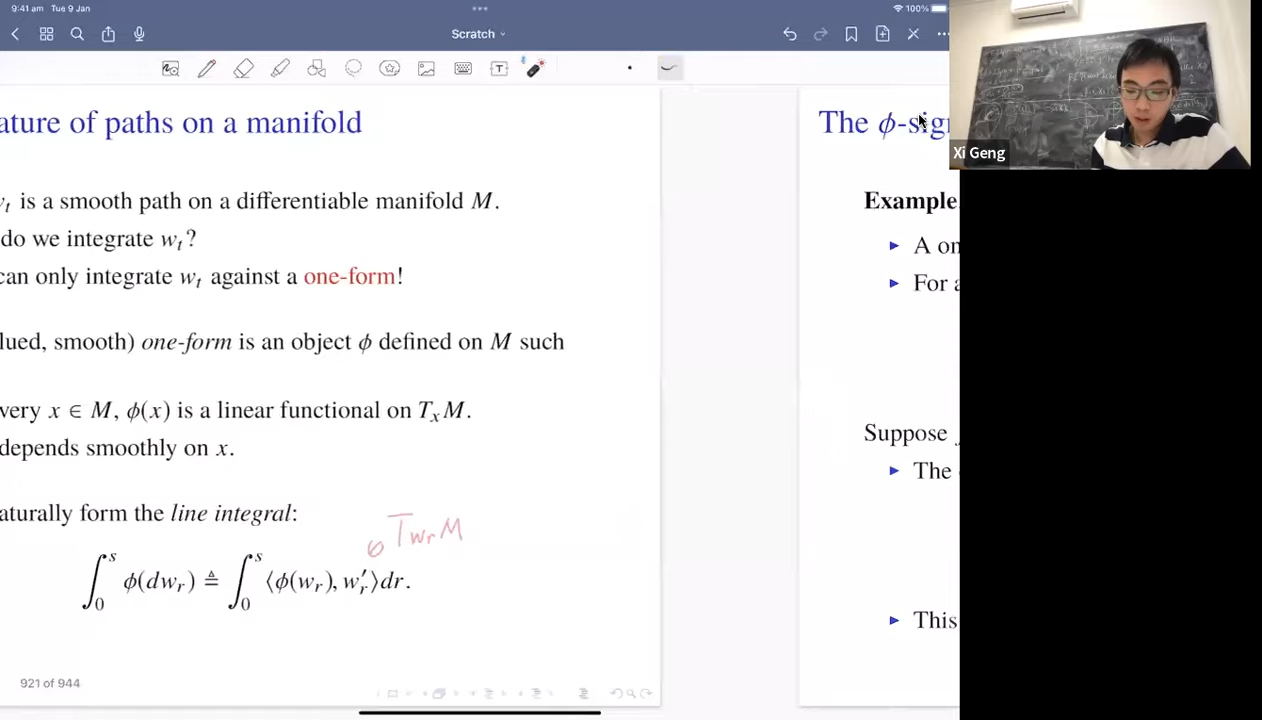 9:41 am Tue 9 Jan
100%
Scratch
ature of paths on a manifold
w_t is a smooth path on a differentiable manifold M.
do we integrate w_t?
can only integrate w_t against a one-form!
lued, smooth) one-form is an object ϕ defined on M such
very x ∈ M, ϕ(x) is a linear functional on T_xM.
depends smoothly on x.
aturally form the line integral:
T_{w_r}M
∫_0^s ϕ(dw_r) ≜ ∫_0^s ⟨ϕ(w_r), w′_r⟩dr.
921 of 944
The ϕ-sign
Example
A on
For a
Suppose
The
This
Xi Geng